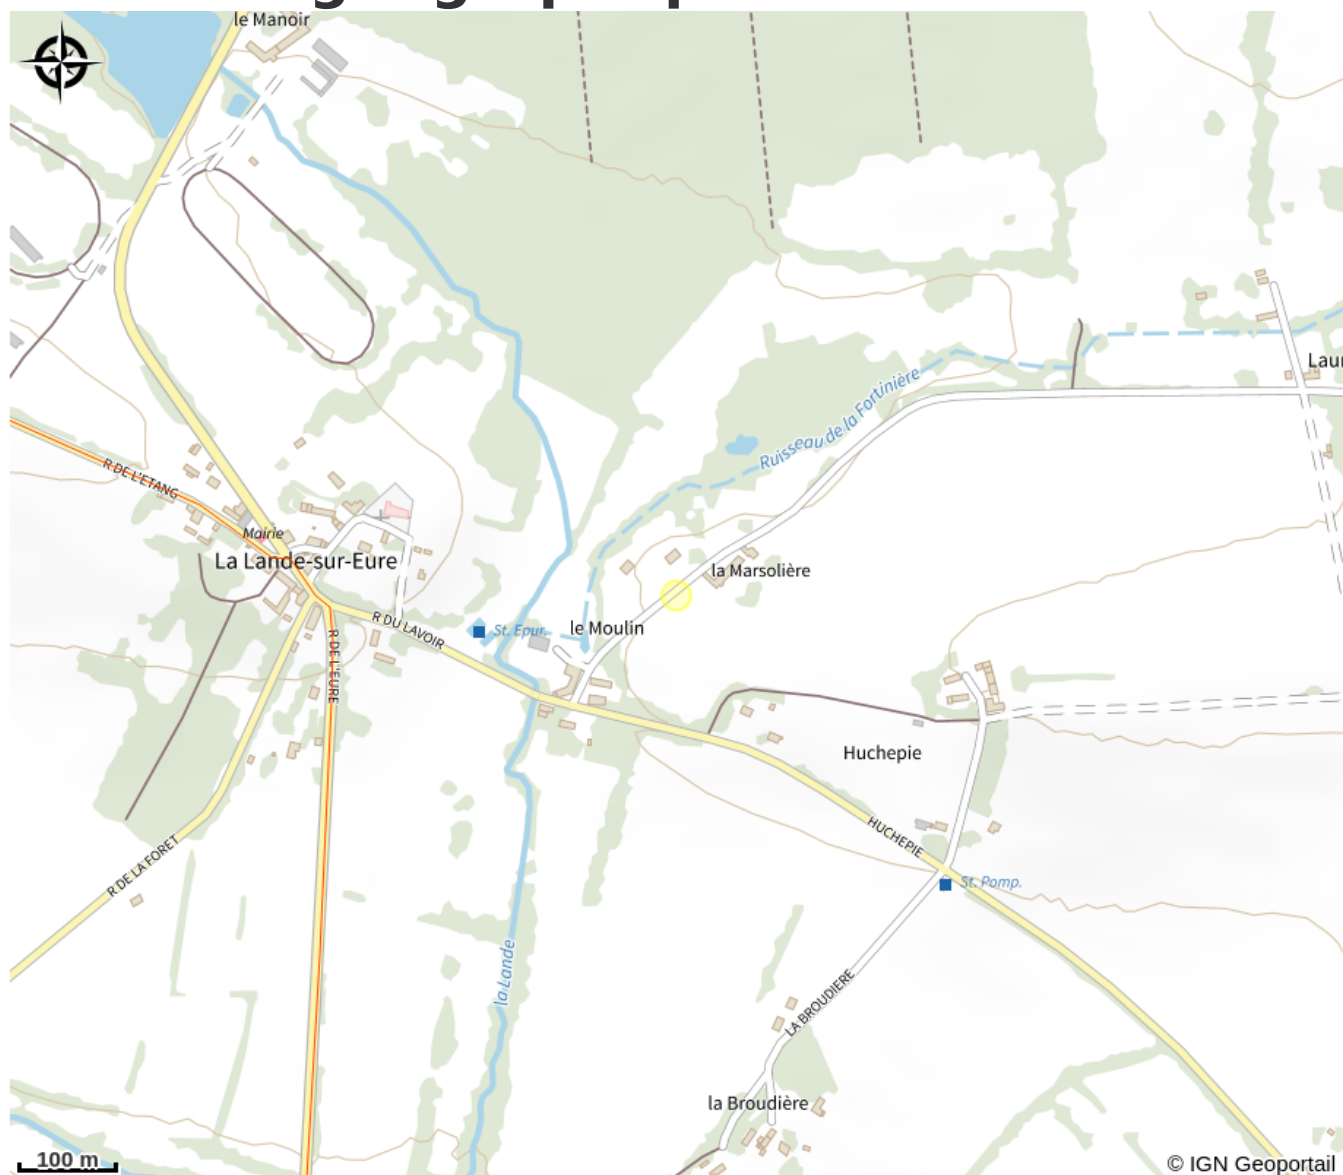 le Manoir
Laur
Ruisseau de la Fortinière
R DE L'ETANG
Mairie
La Lande-sur-Eure
la Marsolière
R DU LAVOIR
St. Epur.
le Moulin
R DE L'EURE
Huchepie
HUCHEPIE
R DE LA FORET
St. Pomp.
la Lande
LA BROUDIERE
la Broudière
100 m
© IGN Geoportail